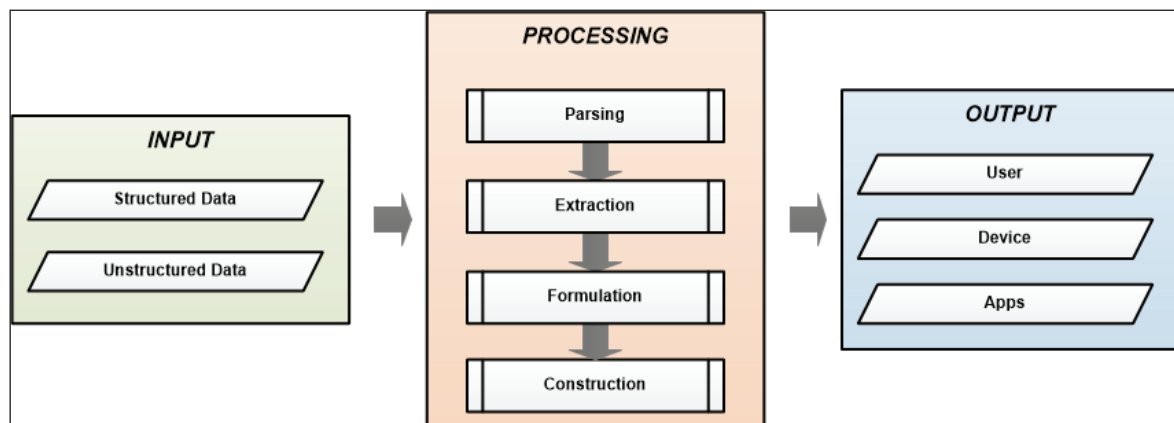 INPUT
Structured Data
Unstructured Data
PROCESSING
Parsing
Extraction
Formulation
Construction
OUTPUT
User
Device
Apps